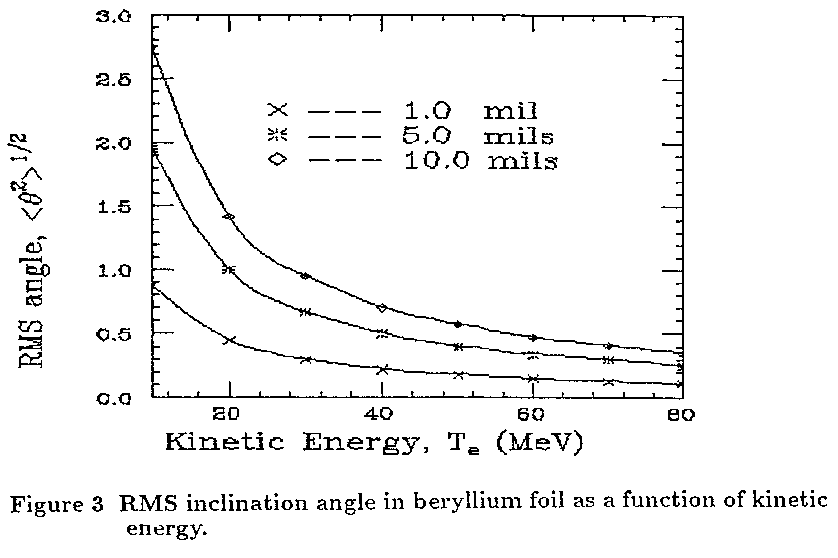 3.0
2.5
2.0
1.5
1.0
0.5
0.0
RMS angle, <θ²>^1/2
× ——— 1.0 mil
ж ——— 5.0 mils
◇ ——— 10.0 mils
20 40 60 80
Kinetic Energy, Tₑ (MeV)
Figure 3 RMS inclination angle in beryllium foil as a function of kinetic
energy.